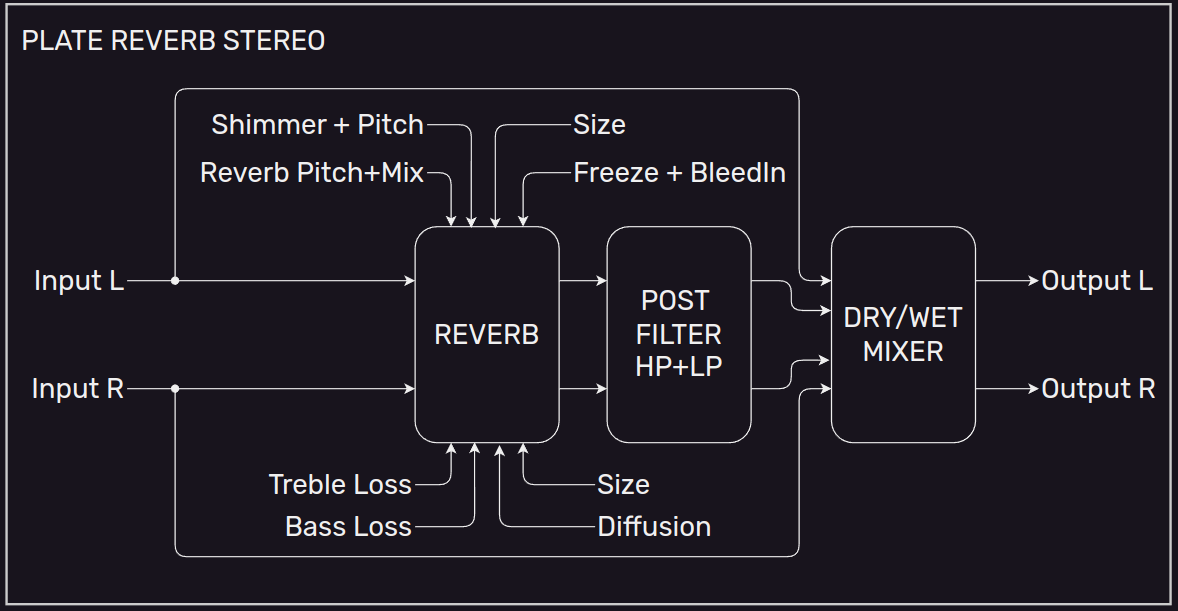 PLATE REVERB STEREO
Shimmer + Pitch
Size
Reverb Pitch+Mix
Freeze + BleedIn
Input L
Output L
REVERB
POST
FILTER
HP+LP
DRY/WET
MIXER
Input R
Output R
Treble Loss
Size
Bass Loss
Diffusion